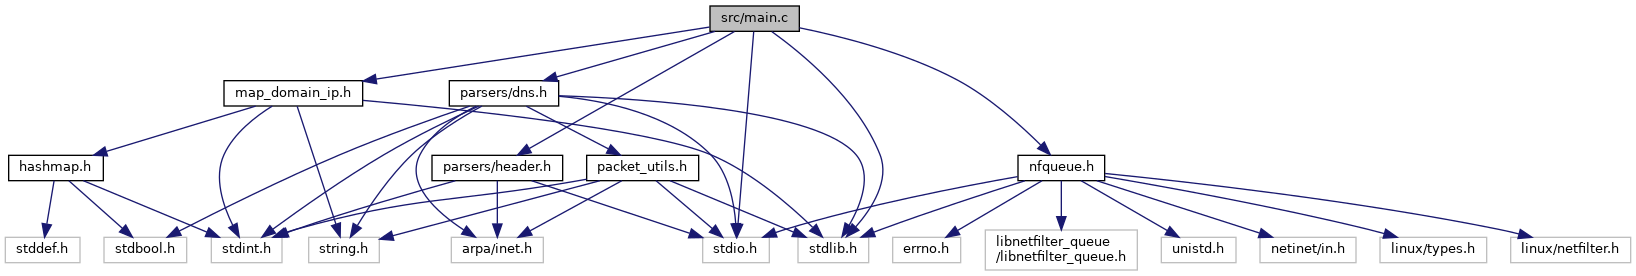 src/main.c
map_domain_ip.h
parsers/dns.h
hashmap.h
parsers/header.h
packet_utils.h
nfqueue.h
stddef.h
stdbool.h
stdint.h
string.h
arpa/inet.h
stdio.h
stdlib.h
errno.h
libnetfilter_queue
/libnetfilter_queue.h
unistd.h
netinet/in.h
linux/types.h
linux/netfilter.h